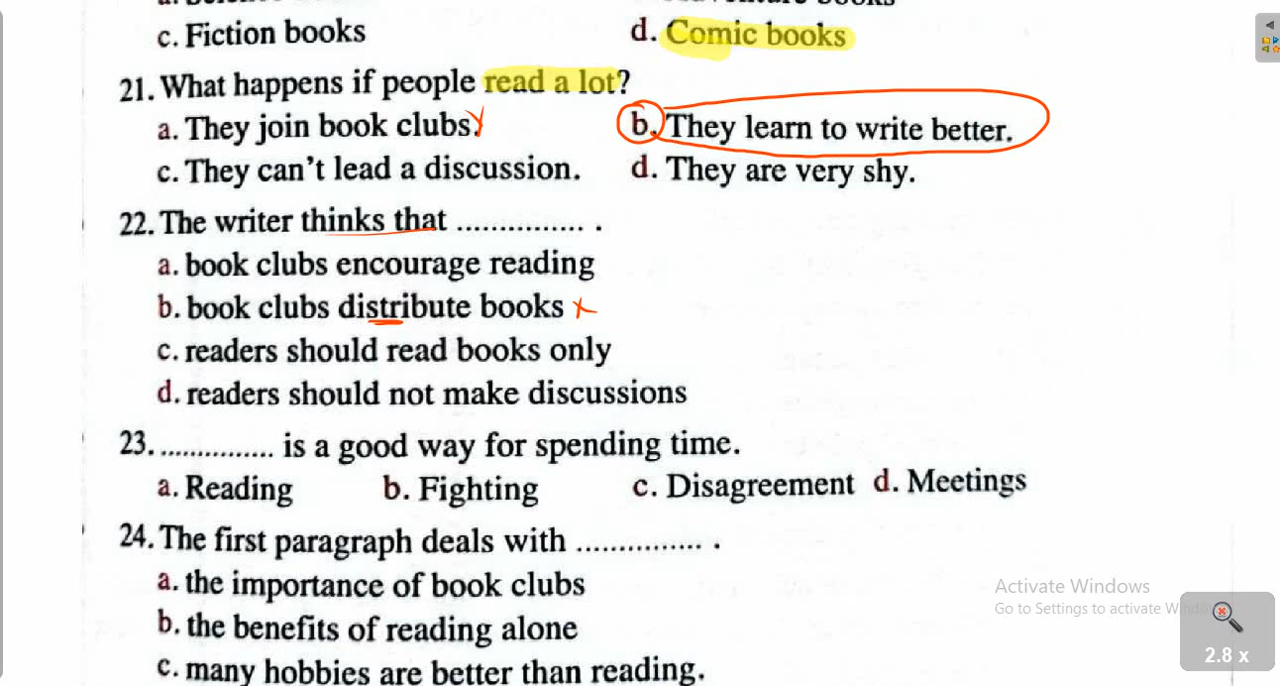 c. Fiction books d. Comic books
21. What happens if people read a lot?
a. They join book clubs. b. They learn to write better.
c. They can't lead a discussion. d. They are very shy.
22. The writer thinks that ............... .
a. book clubs encourage reading
b. book clubs distribute books
c. readers should read books only
d. readers should not make discussions
23. ............... is a good way for spending time.
a. Reading b. Fighting c. Disagreement d. Meetings
24. The first paragraph deals with ............... .
a. the importance of book clubs
b. the benefits of reading alone
c. many hobbies are better than reading.
Activate Windows
Go to Settings to activate
2.8 x